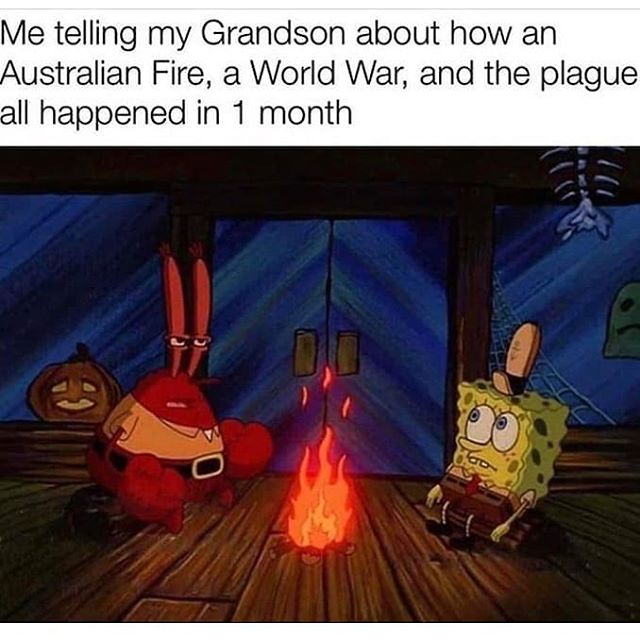 Me telling my Grandson about how an
Australian Fire, a World War, and the plague
all happened in 1 month